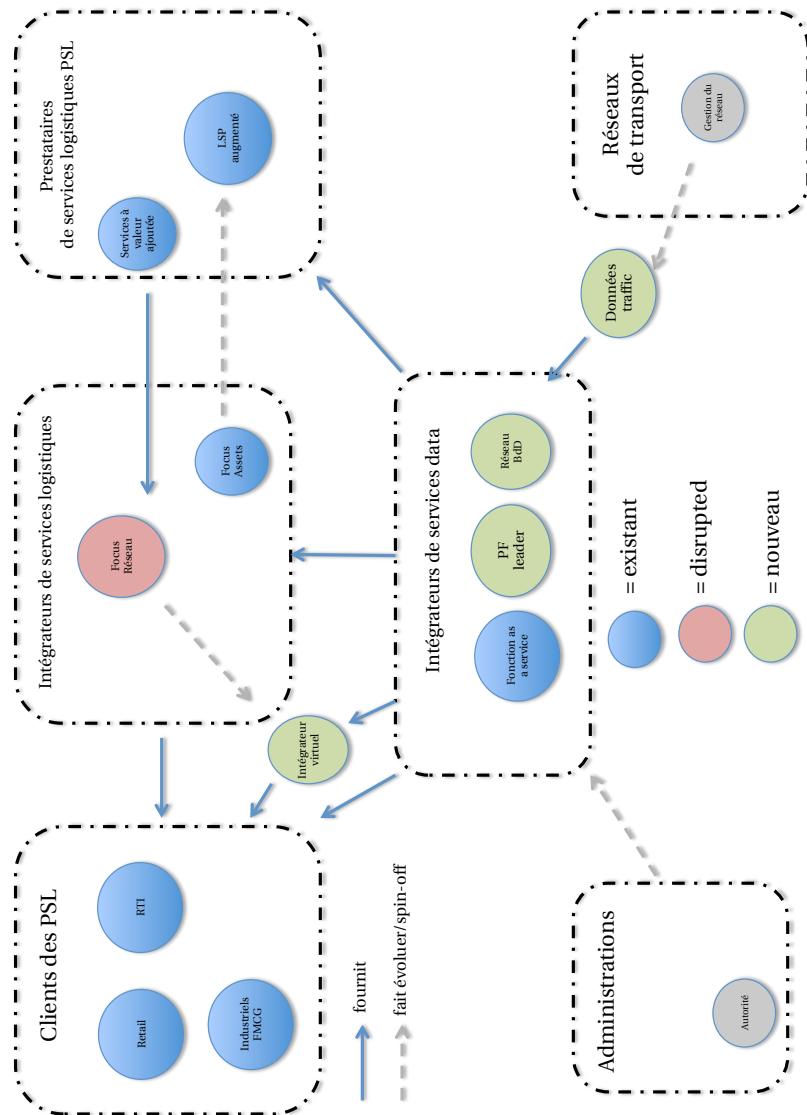 Clients des PSL
Retail
RTI
Industriels
FMCG
Intégrateurs de services logistiques
Focus
Réseau
Focus
Assets
Prestataires
de services logistiques PSL
Services à
valeur
ajoutée
LSP
augmenté
fournit
fait évoluer/spin-off
Intégrateur
virtuel
Intégrateurs de services data
Fonction as
a service
PF
leader
Réseau
BdD
Données
traffic
Réseaux
de transport
Gestion du
réseau
Administrations
Autorité
= existant
= disrupted
= nouveau